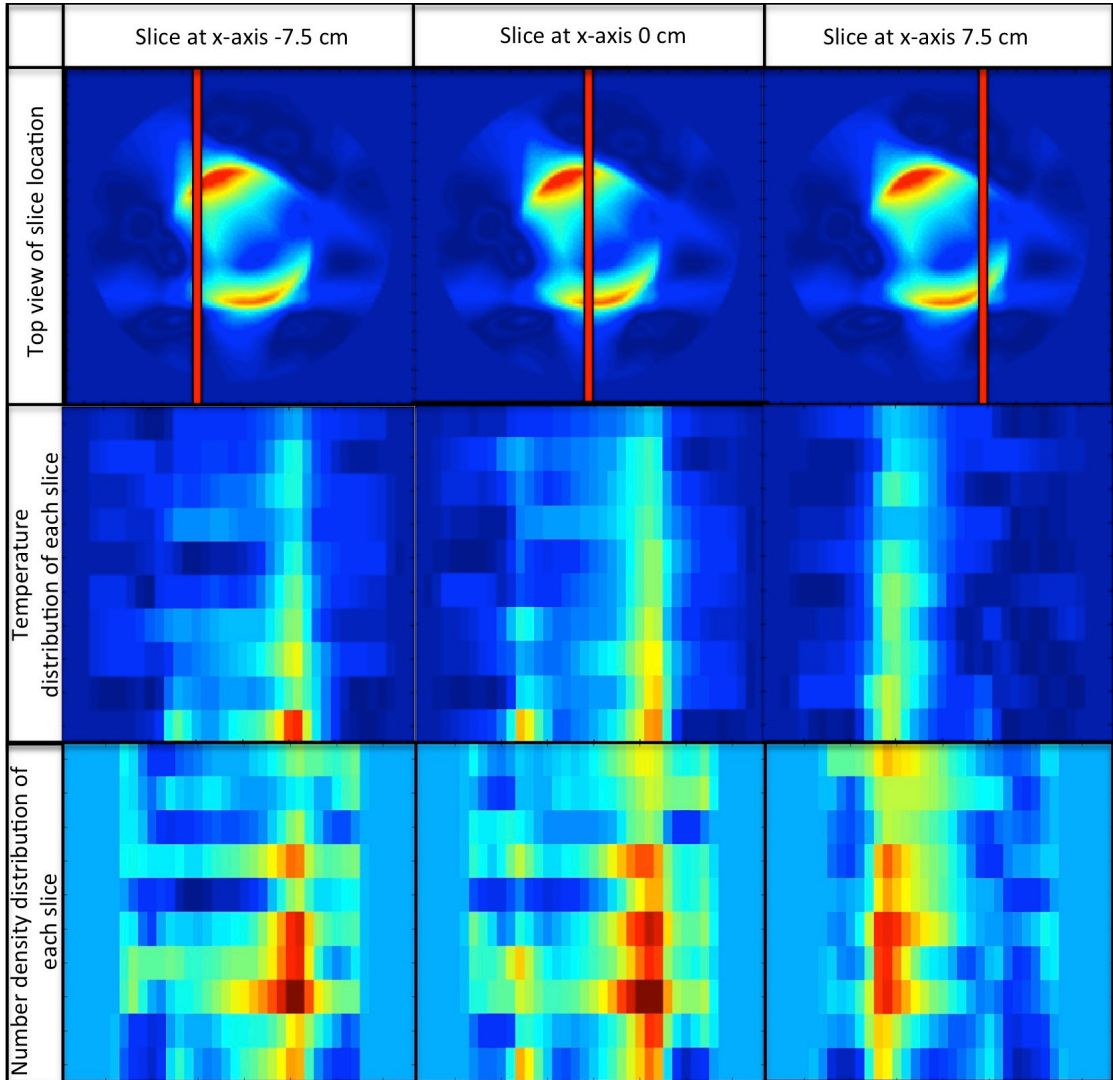 Slice at x-axis -7.5 cm
Slice at x-axis 0 cm
Slice at x-axis 7.5 cm
Top view of slice location
Temperature
distribution of each slice
Number density distribution of
each slice